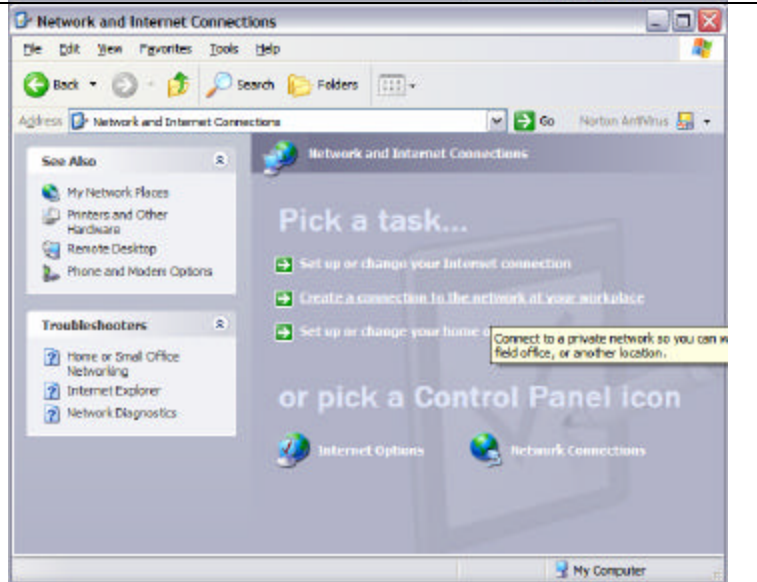 Network and Internet Connections
File Edit View Favorites Tools Help
Back Search Folders
Address Network and Internet Connections Go Norton AntiVirus
See Also
My Network Places
Printers and Other
Hardware
Remote Desktop
Phone and Modem Options
Troubleshooters
Home or Small Office
Networking
Internet Explorer
Network Diagnostics
Network and Internet Connections
Pick a task...
Set up or change your Internet connection
Create a connection to the network at your workplace
Set up or change your home o
Connect to a private network so you can w
field office, or another location.
or pick a Control Panel icon
Internet Options Network Connections
My Computer